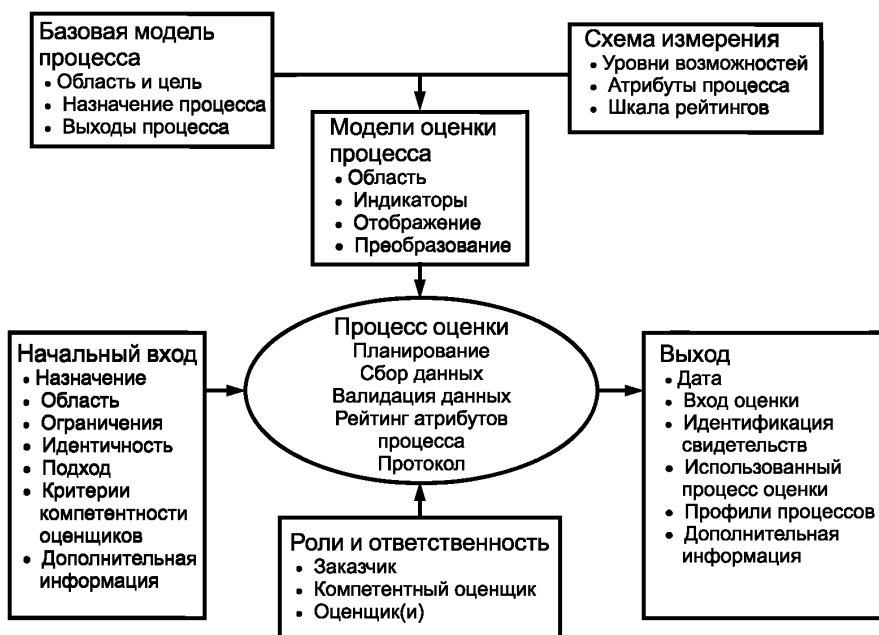 Базовая модель
процесса
• Область и цель
• Назначение процесса
• Выходы процесса
Схема измерения
• Уровни возможностей
• Атрибуты процесса
• Шкала рейтингов
Модели оценки
процесса
• Область
• Индикаторы
• Отображение
• Преобразование
Начальный вход
• Назначение
• Область
• Ограничения
• Идентичность
• Подход
• Критерии
компетентности
оценщиков
• Дополнительная
информация
Процесс оценки
Планирование
Сбор данных
Валидация данных
Рейтинг атрибутов
процесса
Протокол
Выход
• Дата
• Вход оценки
• Идентификация
свидетельств
• Использованный
процесс оценки
• Профили процессов
• Дополнительная
информация
Роли и ответственность
• Заказчик
• Компетентный оценщик
• Оценщик(и)